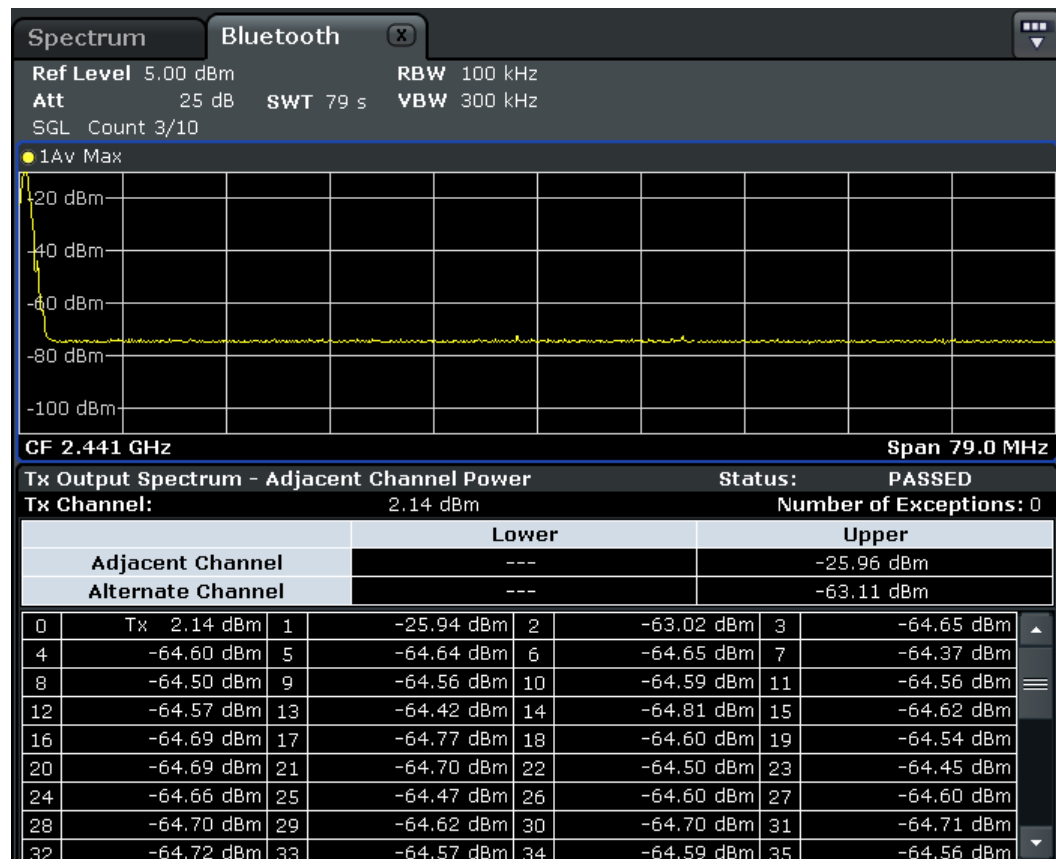 Spectrum Bluetooth X
Ref Level 5.00 dBm RBW 100 kHz
Att 25 dB SWT 79 s VBW 300 kHz
SGL Count 3/10
1Av Max
-20 dBm
-40 dBm
-60 dBm
-80 dBm
-100 dBm
CF 2.441 GHz Span 79.0 MHz
Tx Output Spectrum - Adjacent Channel Power Status: PASSED
Tx Channel: 2.14 dBm Number of Exceptions: 0
Lower Upper
Adjacent Channel --- -25.96 dBm
Alternate Channel --- -63.11 dBm
0 Tx 2.14 dBm 1 -25.94 dBm 2 -63.02 dBm 3 -64.65 dBm
4 -64.60 dBm 5 -64.64 dBm 6 -64.65 dBm 7 -64.37 dBm
8 -64.50 dBm 9 -64.56 dBm 10 -64.59 dBm 11 -64.56 dBm
12 -64.57 dBm 13 -64.42 dBm 14 -64.81 dBm 15 -64.62 dBm
16 -64.69 dBm 17 -64.77 dBm 18 -64.60 dBm 19 -64.54 dBm
20 -64.69 dBm 21 -64.70 dBm 22 -64.50 dBm 23 -64.45 dBm
24 -64.66 dBm 25 -64.47 dBm 26 -64.60 dBm 27 -64.60 dBm
28 -64.70 dBm 29 -64.62 dBm 30 -64.70 dBm 31 -64.71 dBm
32 -64.72 dBm 33 -64.57 dBm 34 -64.59 dBm 35 -64.56 dBm